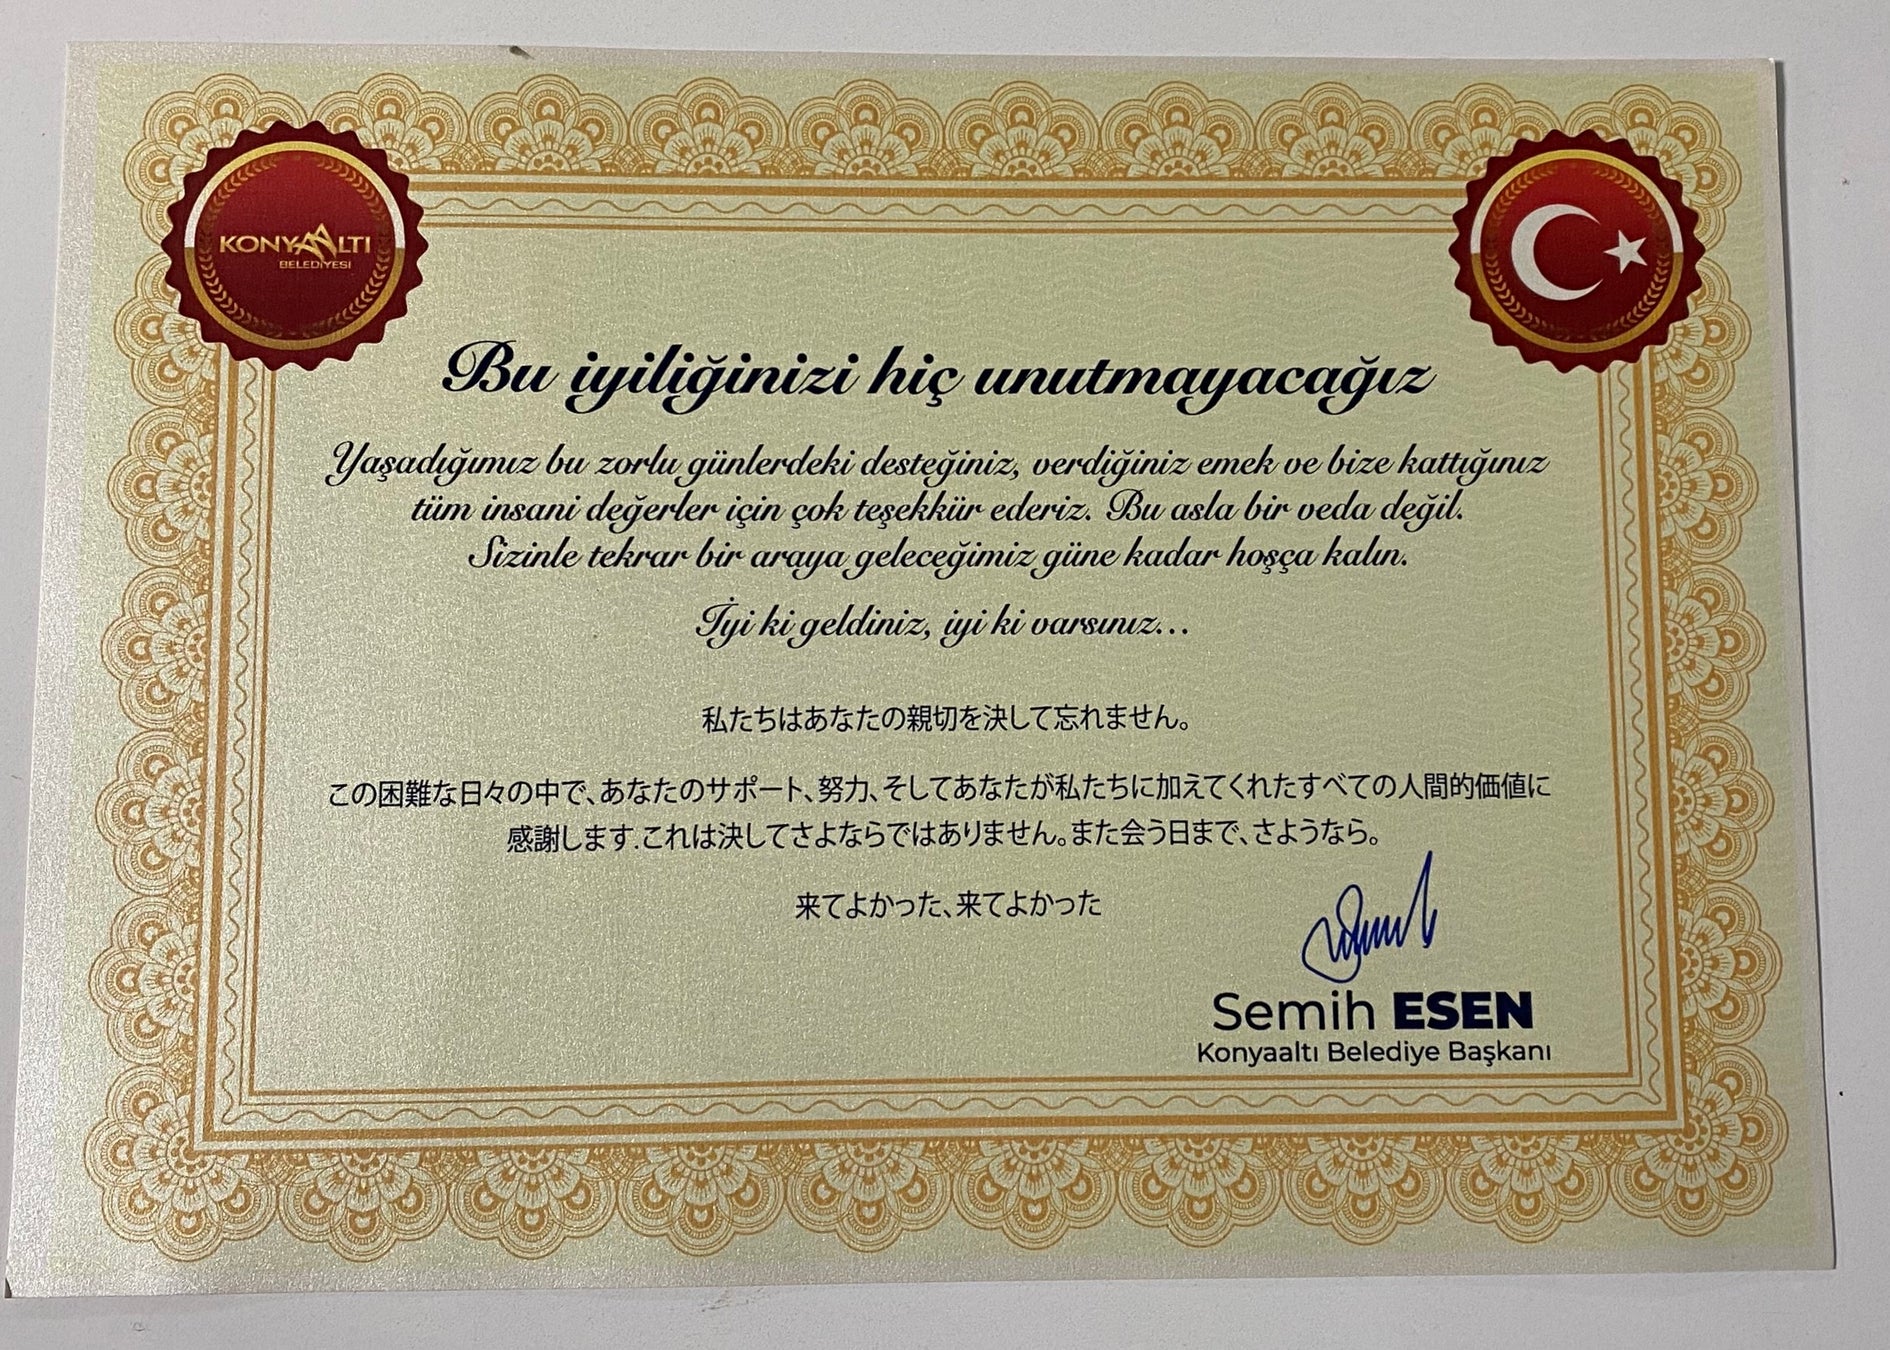 KONYAALTI
BELEDİYESİ
Bu iyiliğinizi hiç unutmayacağız
Yaşadığımız bu zorlu günlerdeki desteğiniz, verdiğiniz emek ve bize kattığınız
tüm insani değerler için çok teşekkür ederiz. Bu asla bir veda değil.
Sizinle tekrar bir araya geleceğimiz güne kadar hoşça kalın.
İyi ki geldiniz, iyi ki varsınız...
私たちはあなたの親切を決して忘れません。
この困難な日々の中で、あなたのサポート、努力、そしてあなたが私たちに加えてくれたすべての人間的価値に
感謝します.これは決してさよならではありません。また会う日まで、さようなら。
来てよかった、来てよかった
Semih ESEN
Konyaaltı Belediye Başkanı